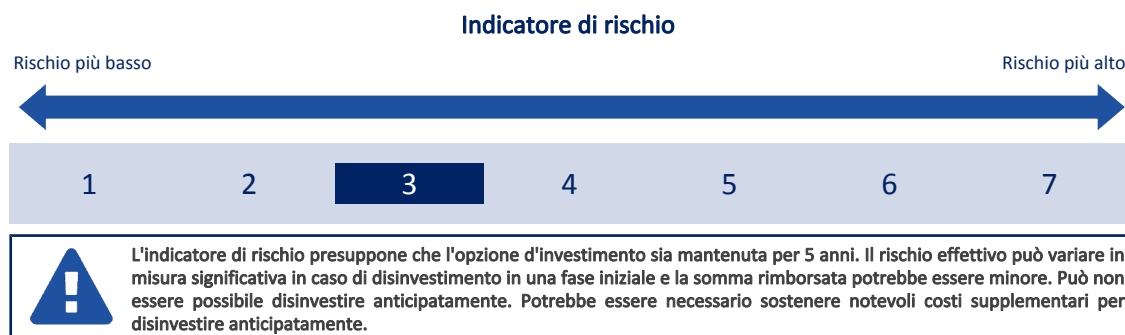 Indicatore di rischio
Rischio più basso
Rischio più alto
1 2 3 4 5 6 7
L'indicatore di rischio presuppone che l'opzione d'investimento sia mantenuta per 5 anni. Il rischio effettivo può variare in
misura significativa in caso di disinvestimento in una fase iniziale e la somma rimborsata potrebbe essere minore. Può non
essere possibile disinvestire anticipatamente. Potrebbe essere necessario sostenere notevoli costi supplementari per
disinvestire anticipatamente.